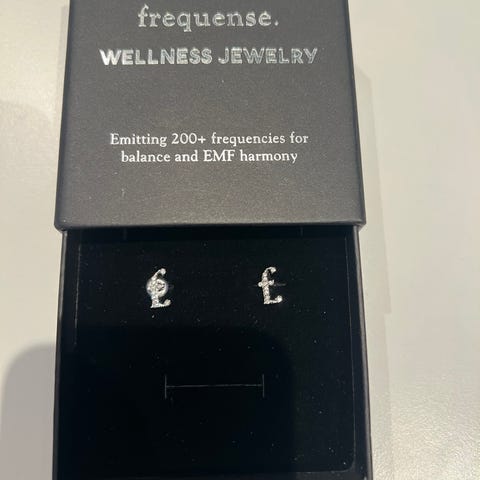 frequense.
WELLNESS JEWELRY
Emitting 200+ frequencies for
balance and EMF harmony